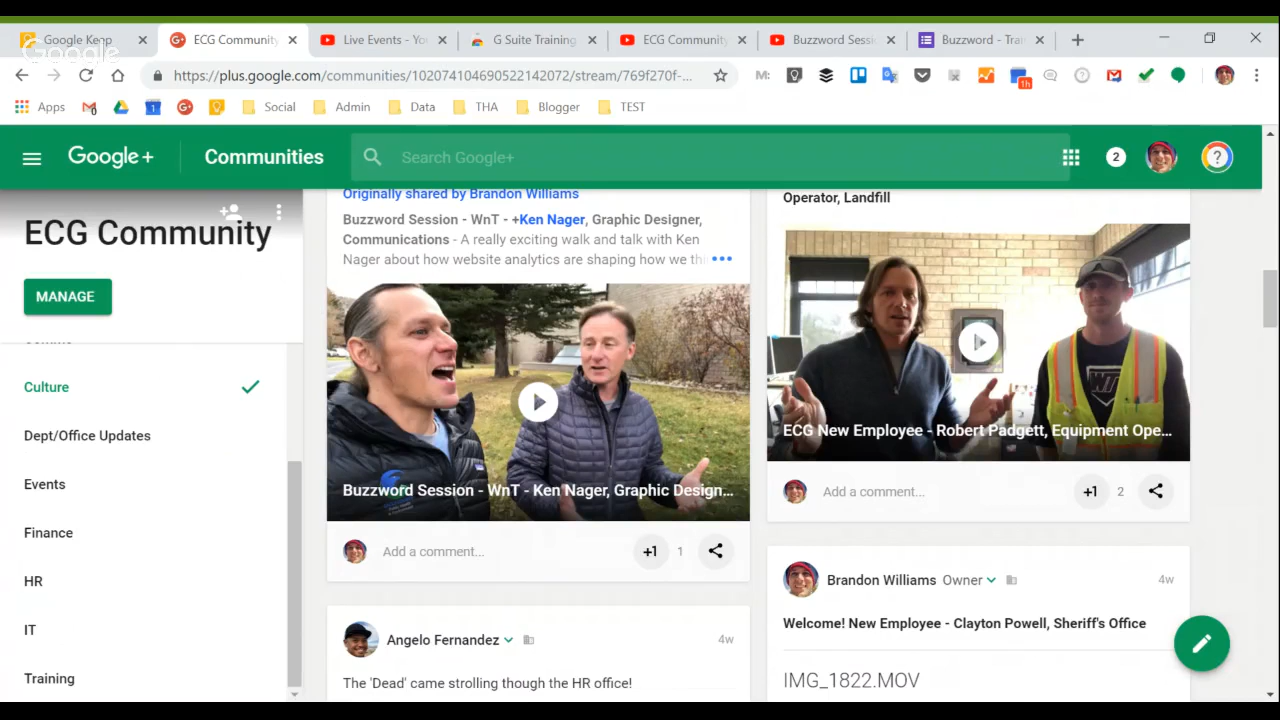 Google Keep
ECG Community
Live Events - Yo
G Suite Training
ECG Community
Buzzword Sessi
Buzzword - Trai
Google
https://plus.google.com/communities/102074104690522142072/stream/769f270f-...
M:
1h
Apps
0
1
Social
Admin
Data
THA
Blogger
TEST
Google+
Communities
Search Google+
2
?
ECG Community
MANAGE
Culture
Dept/Office Updates
Events
Finance
HR
IT
Training
Originally shared by Brandon Williams
Buzzword Session - WnT - +Ken Nager, Graphic Designer,
Communications - A really exciting walk and talk with Ken
Nager about how website analytics are shaping how we thi
Buzzword Session - WnT - Ken Nager, Graphic Design...
Add a comment...
+1
1
Angelo Fernandez
4w
The 'Dead' came strolling though the HR office!
Operator, Landfill
ECG New Employee - Robert Padgett, Equipment Ope...
Add a comment...
+1
2
Brandon Williams Owner
4w
Welcome! New Employee - Clayton Powell, Sheriff's Office
IMG_1822.MOV